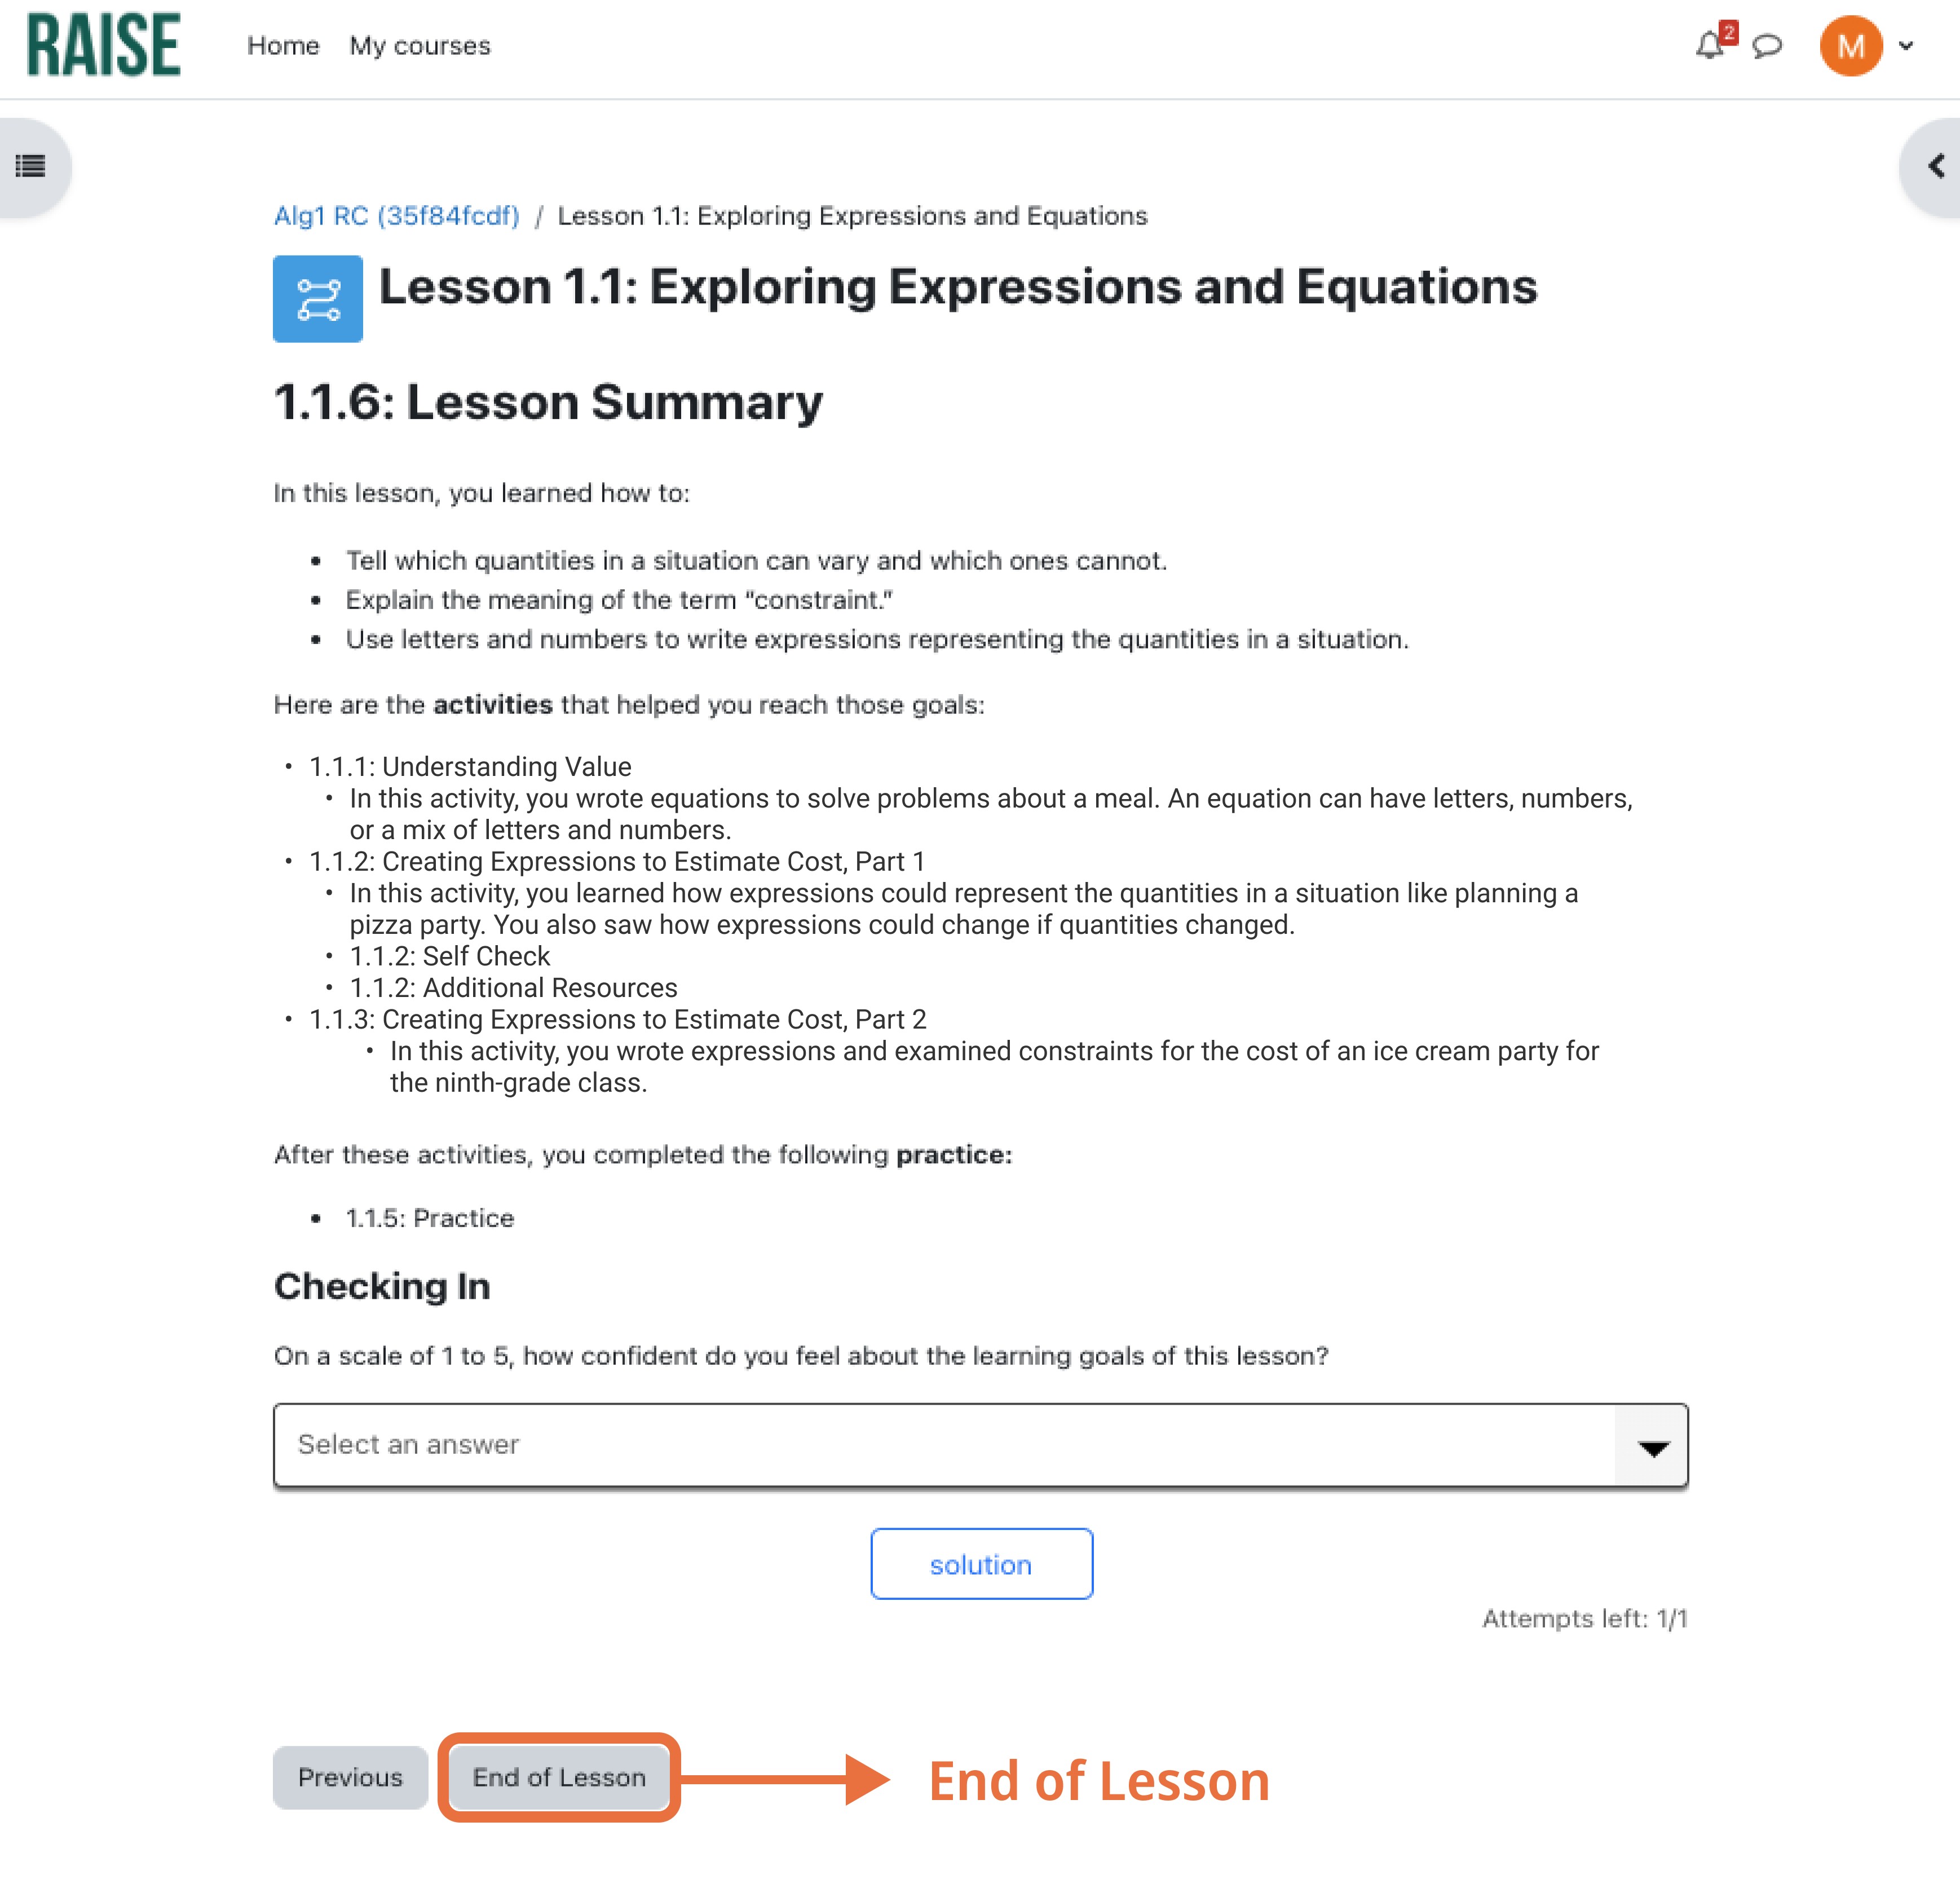 RAISE
Home My courses
2
M
Alg1 RC (35f84fcdf) / Lesson 1.1: Exploring Expressions and Equations
Lesson 1.1: Exploring Expressions and Equations
1.1.6: Lesson Summary
In this lesson, you learned how to:
• Tell which quantities in a situation can vary and which ones cannot.
• Explain the meaning of the term “constraint.”
• Use letters and numbers to write expressions representing the quantities in a situation.
Here are the activities that helped you reach those goals:
• 1.1.1: Understanding Value
• In this activity, you wrote equations to solve problems about a meal. An equation can have letters, numbers,
or a mix of letters and numbers.
• 1.1.2: Creating Expressions to Estimate Cost, Part 1
• In this activity, you learned how expressions could represent the quantities in a situation like planning a
pizza party. You also saw how expressions could change if quantities changed.
• 1.1.2: Self Check
• 1.1.2: Additional Resources
• 1.1.3: Creating Expressions to Estimate Cost, Part 2
• In this activity, you wrote expressions and examined constraints for the cost of an ice cream party for
the ninth-grade class.
After these activities, you completed the following practice:
• 1.1.5: Practice
Checking In
On a scale of 1 to 5, how confident do you feel about the learning goals of this lesson?
Select an answer
solution
Attempts left: 1/1
Previous End of Lesson End of Lesson